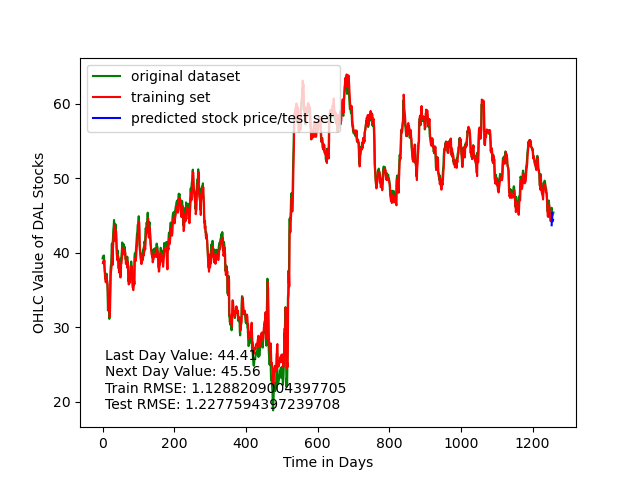 original dataset
training set
predicted stock price/test set
60
50
40
30
20
OHLC Value of DAL Stocks
Last Day Value: 44.41
Next Day Value: 45.56
Train RMSE: 1.1288209004397705
Test RMSE: 1.2277594397239708
0 200 400 600 800 1000 1200
Time in Days